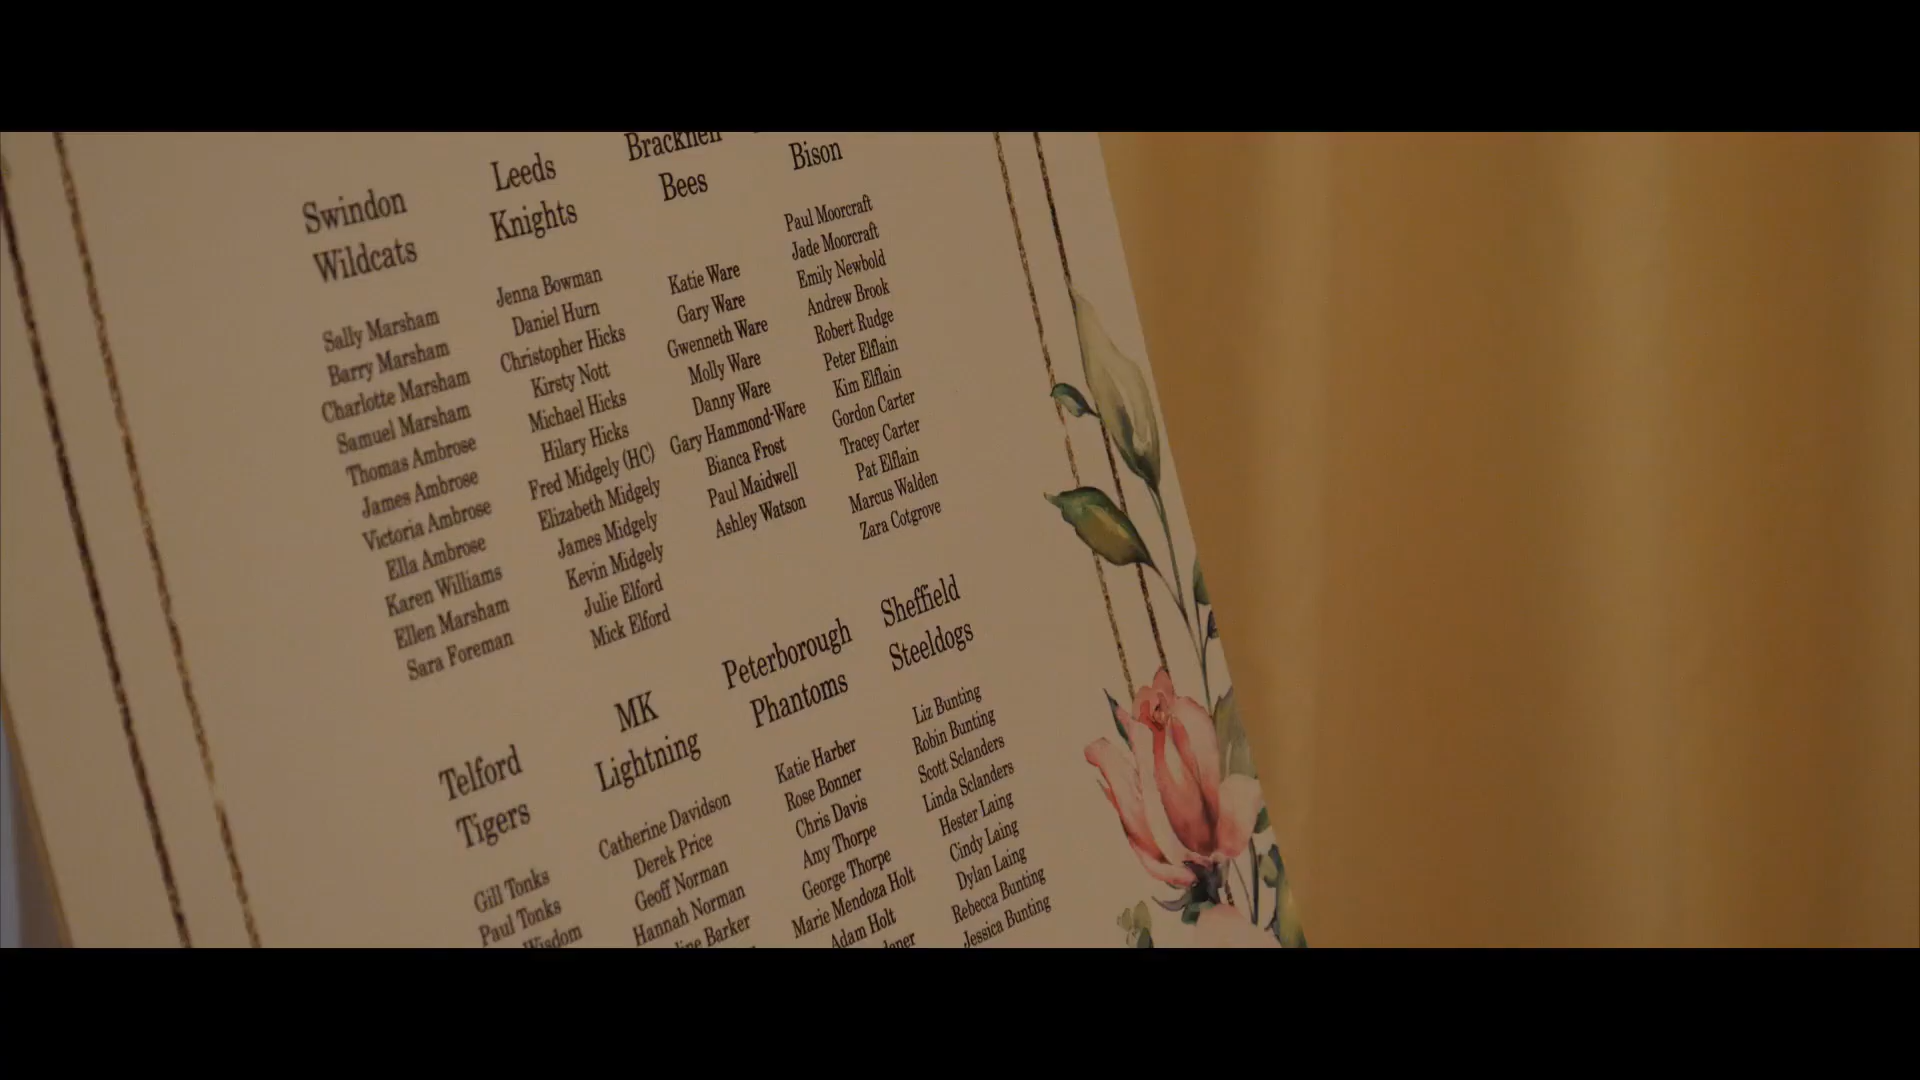 Swindon
Wildcats
Sally Marsham
Barry Marsham
Charlotte Marsham
Samuel Marsham
Thomas Ambrose
James Ambrose
Victoria Ambrose
Ella Ambrose
Karen Williams
Ellen Marsham
Sara Foreman
Leeds
Knights
Jenna Bowman
Daniel Hurn
Christopher Hicks
Kirsty Nott
Michael Hicks
Hilary Hicks
Fred Midgely (HC)
Elizabeth Midgely
James Midgely
Kevin Midgely
Julie Elford
Mick Elford
Bracknell
Bees
Katie Ware
Gary Ware
Gwenneth Ware
Molly Ware
Danny Ware
Gary Hammond-Ware
Bianca Frost
Paul Maidwell
Ashley Watson
Bison
Paul Moorcraft
Jade Moorcraft
Emily Newbold
Andrew Brook
Robert Rudge
Peter Elflain
Kim Elflain
Gordon Carter
Tracey Carter
Pat Elflain
Marcus Walden
Zara Cotgrove
Telford
Tigers
Gill Tonks
Paul Tonks
Wisdom
MK
Lightning
Catherine Davidson
Derek Price
Geoff Norman
Hannah Norman
Barker
Peterborough
Phantoms
Katie Harber
Rose Bonner
Chris Davis
Amy Thorpe
George Thorpe
Marie Mendoza Holt
Adam Holt
Sheffield
Steeldogs
Liz Bunting
Robin Bunting
Scott Sclanders
Linda Sclanders
Hester Laing
Cindy Laing
Dylan Laing
Rebecca Bunting
Jessica Bunting